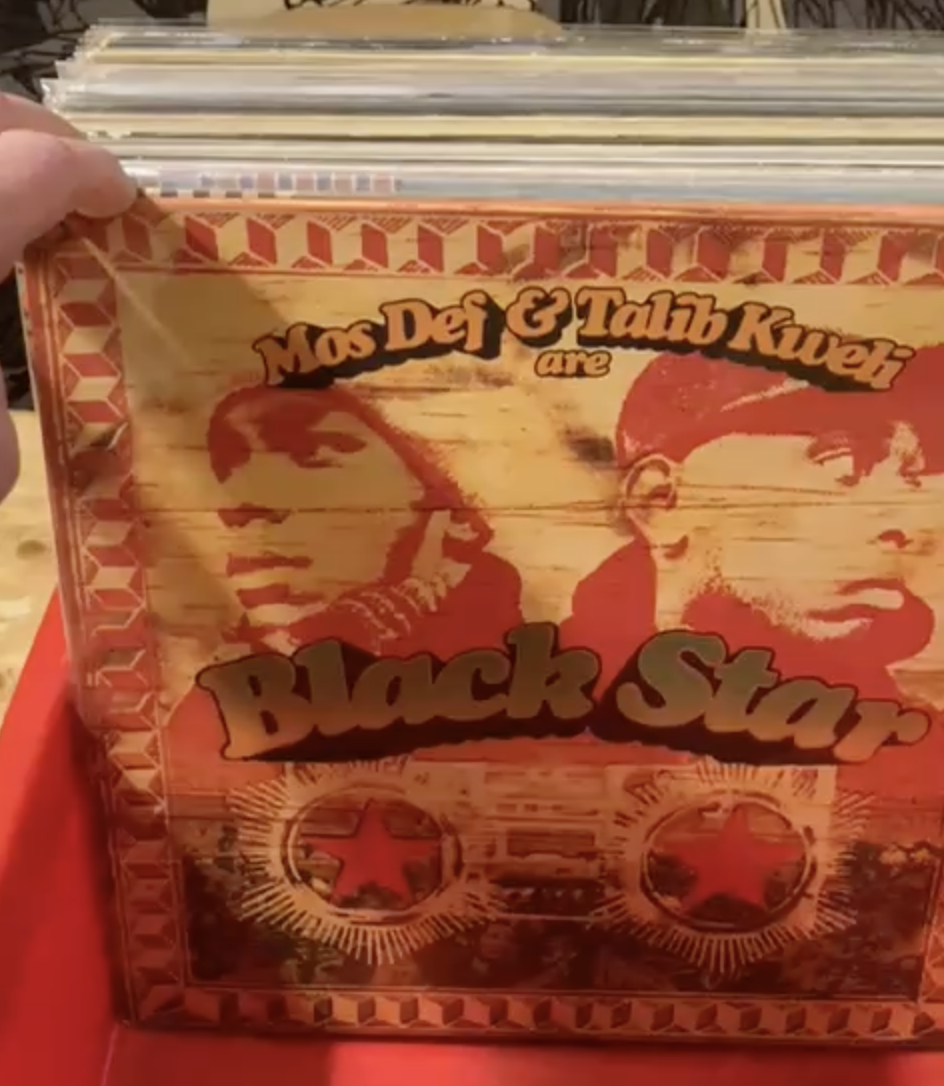 Mos Def & Talib Kweli
are
Black Star